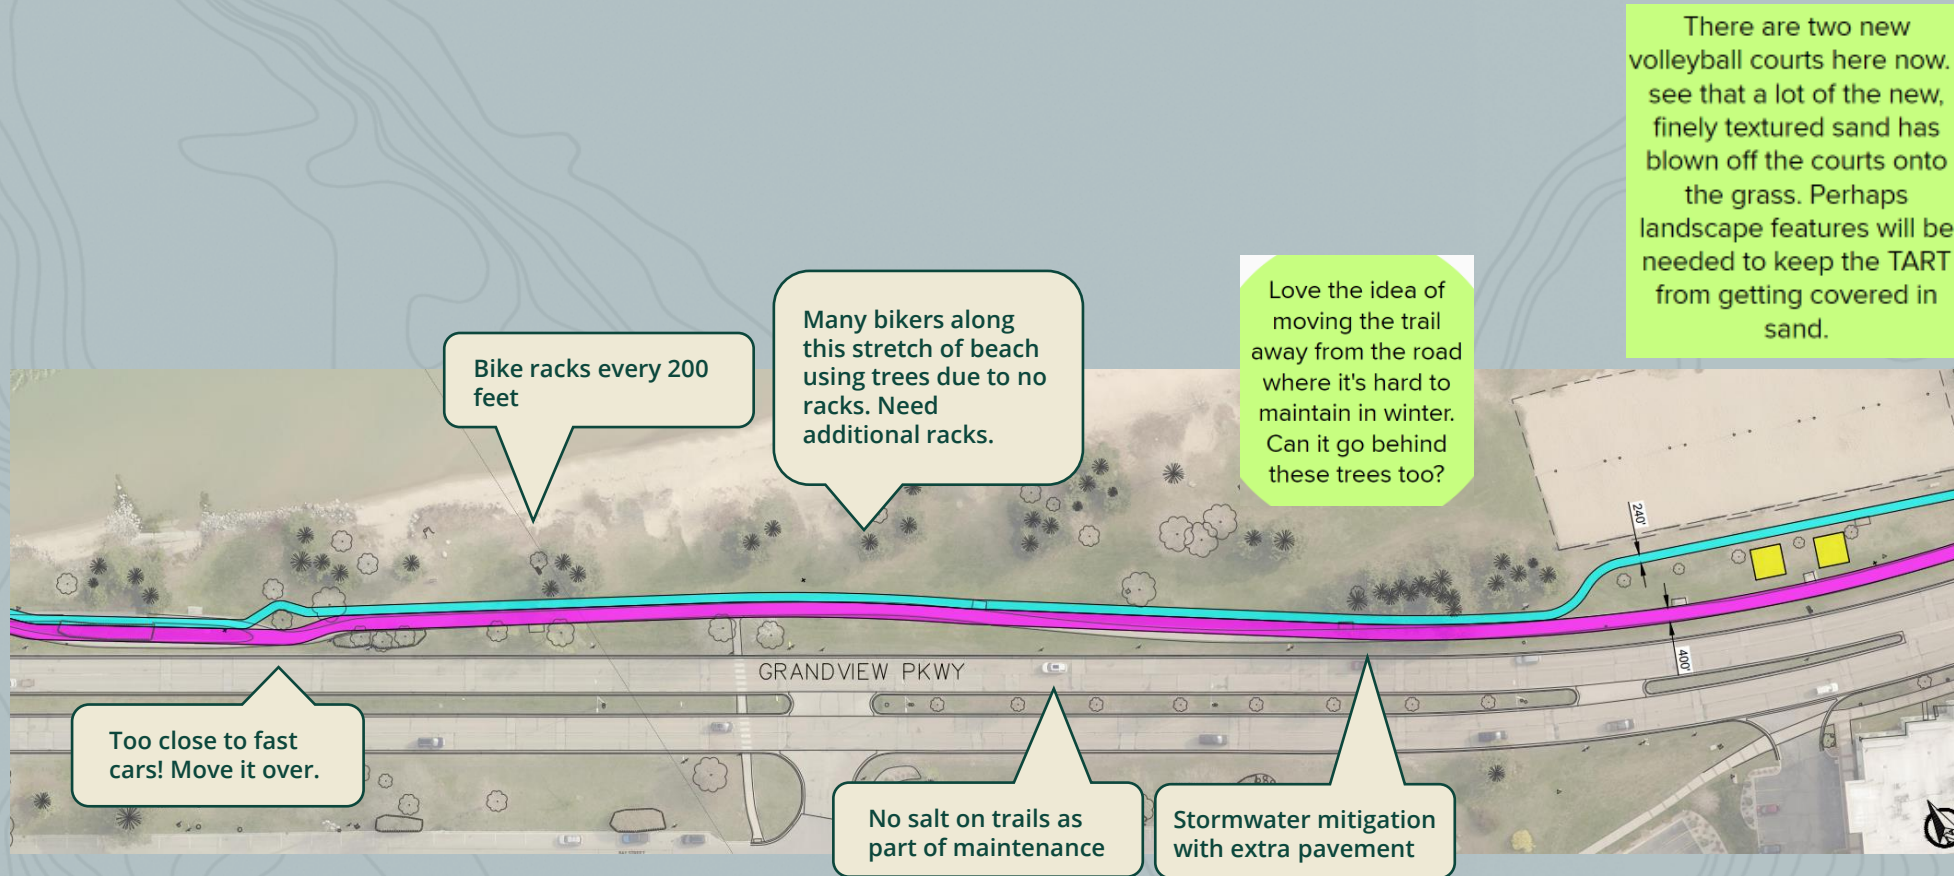 There are two new
volleyball courts here now.
see that a lot of the new,
finely textured sand has
blown off the courts onto
the grass. Perhaps
landscape features will be
needed to keep the TART
from getting covered in
sand.
Love the idea of
moving the trail
away from the road
where it's hard to
maintain in winter.
Can it go behind
these trees too?
Many bikers along
this stretch of beach
using trees due to no
racks. Need
additional racks.
Bike racks every 200
feet
240'
400'
GRANDVIEW PKWY
Too close to fast
cars! Move it over.
No salt on trails as
part of maintenance
Stormwater mitigation
with extra pavement